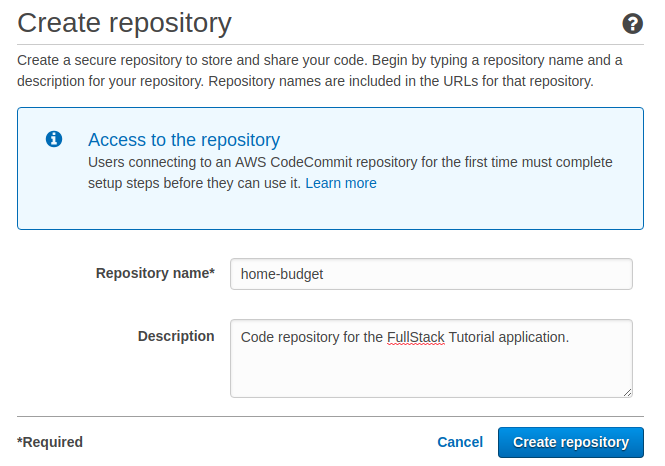 Create repository
Create a secure repository to store and share your code. Begin by typing a repository name and a
description for your repository. Repository names are included in the URLs for that repository.
Access to the repository
Users connecting to an AWS CodeCommit repository for the first time must complete
setup steps before they can use it. Learn more
Repository name* home-budget
Description Code repository for the FullStack Tutorial application.
*Required Cancel Create repository